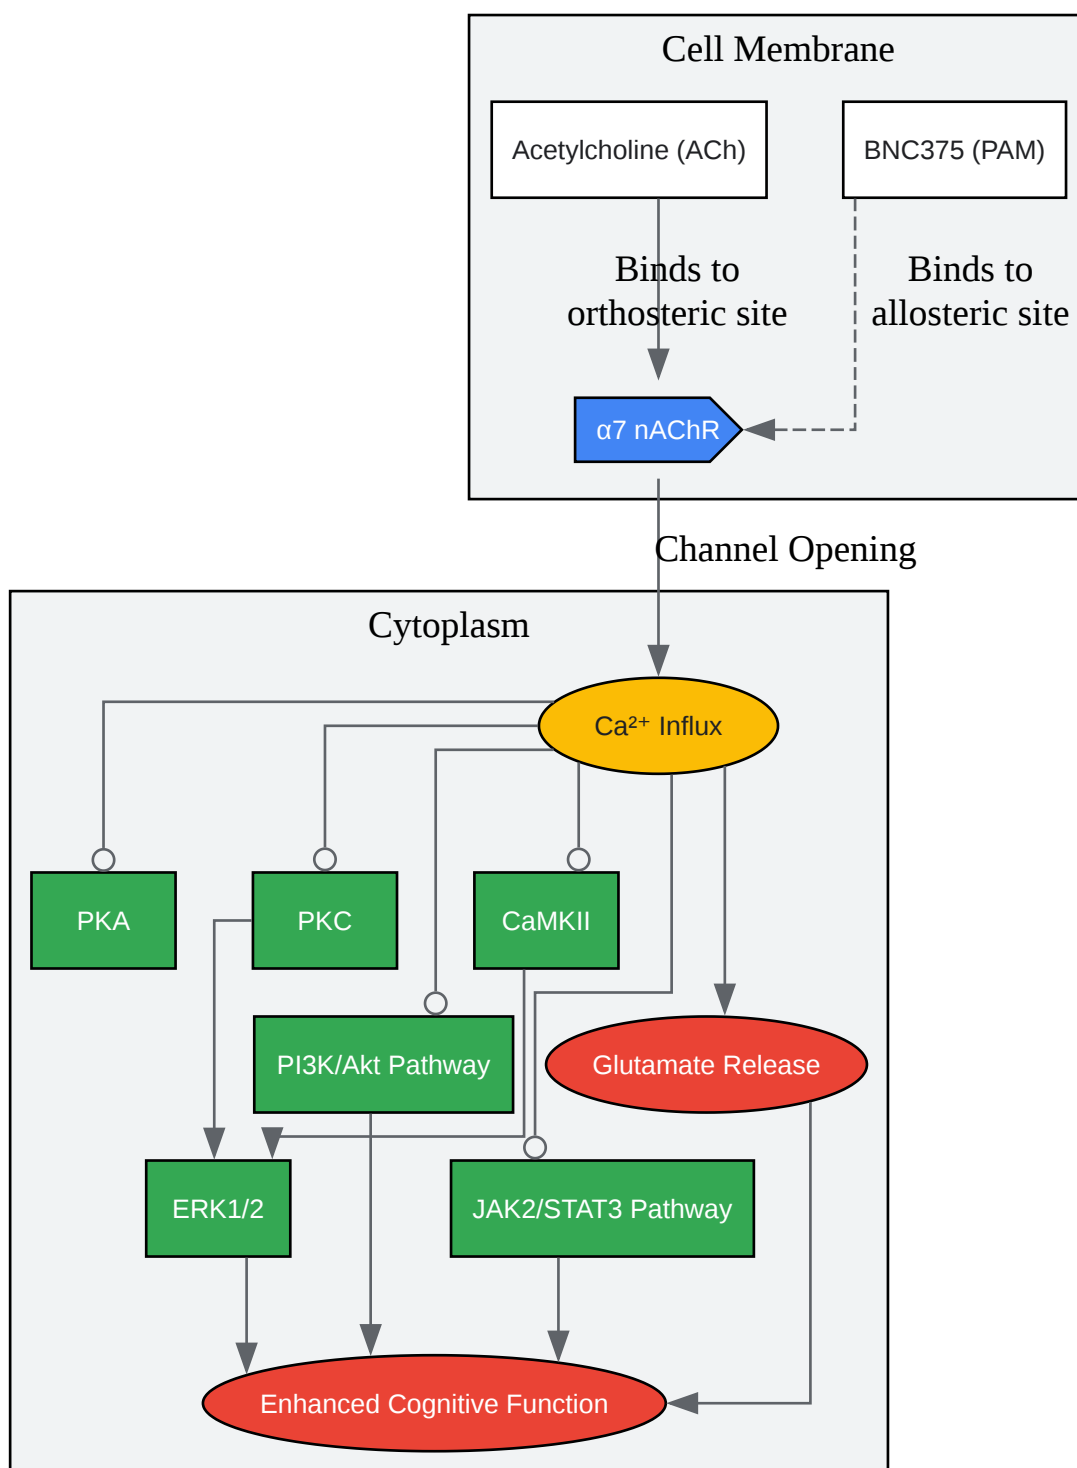 Cell Membrane
Acetylcholine (ACh)
BNC375 (PAM)
Binds to
orthosteric site
Binds to
allosteric site
α7 nAChR
Channel Opening
Cytoplasm
Ca²⁺ Influx
PKA
PKC
CaMKII
PI3K/Akt Pathway
Glutamate Release
ERK1/2
JAK2/STAT3 Pathway
Enhanced Cognitive Function